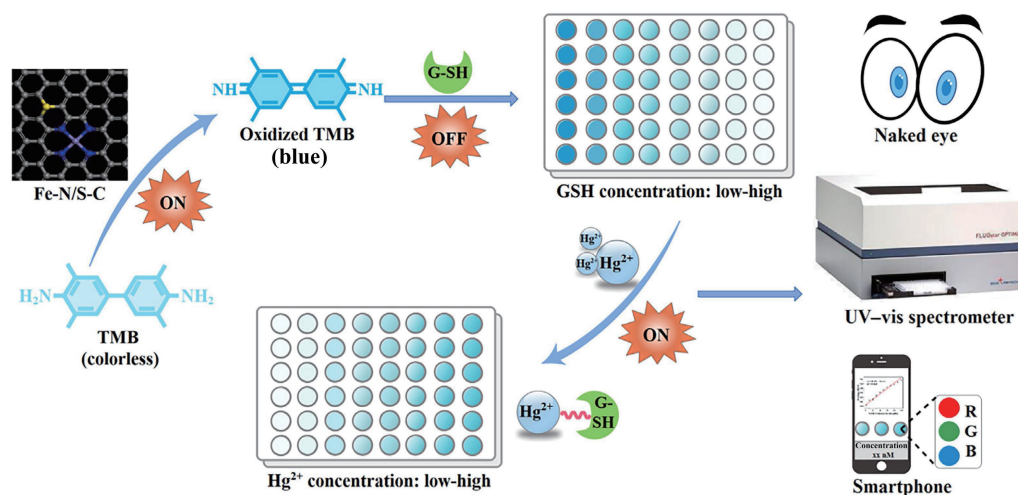 Fe-N/S-C
ON
H₂N
NH₂
TMB
(colorless)
NH
NH
Oxidized TMB
(blue)
G-SH
OFF
GSH concentration: low-high
Hg²⁺
Hg²⁺
Hg²⁺
ON
Hg²⁺
G-
SH
Hg²⁺ concentration: low-high
Naked eye
UV–vis spectrometer
Concentration
xx nM
R
G
B
Smartphone